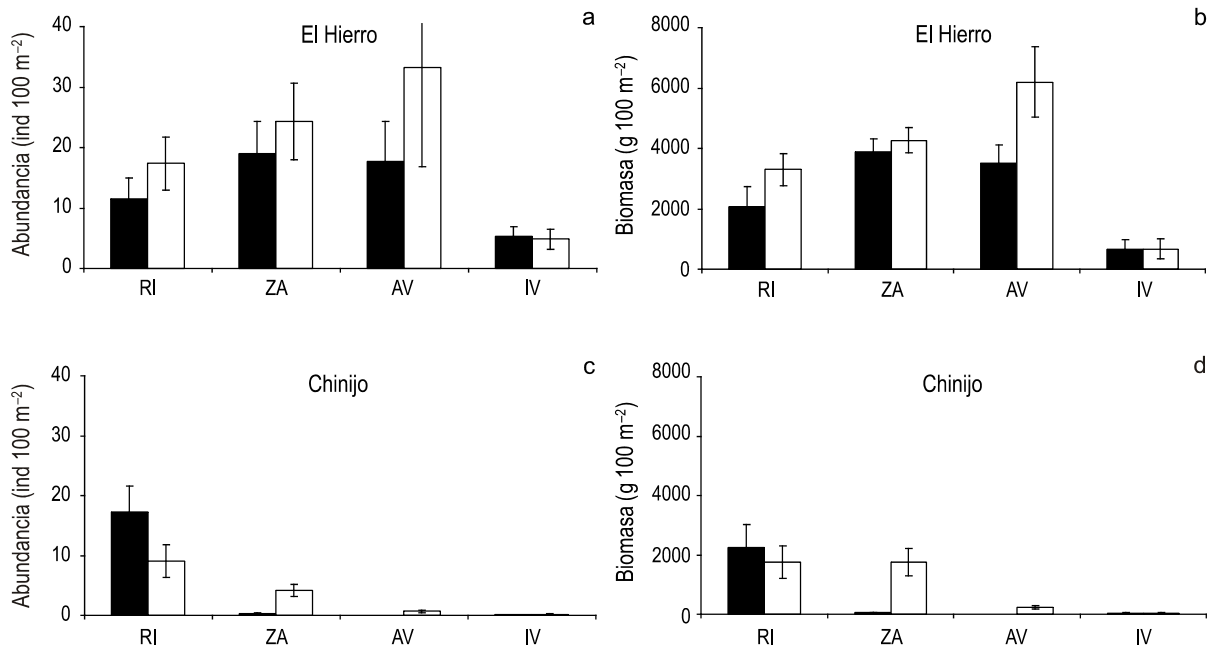 a
El Hierro
Abundancia (ind 100 m⁻²)
40
30
20
10
0
RI ZA AV IV
b
El Hierro
Biomasa (g 100 m⁻²)
8000
6000
4000
2000
0
RI ZA AV IV
c
Chinijo
Abundancia (ind 100 m⁻²)
40
30
20
10
0
RI ZA AV IV
d
Chinijo
Biomasa (g 100 m⁻²)
8000
6000
4000
2000
0
RI ZA AV IV